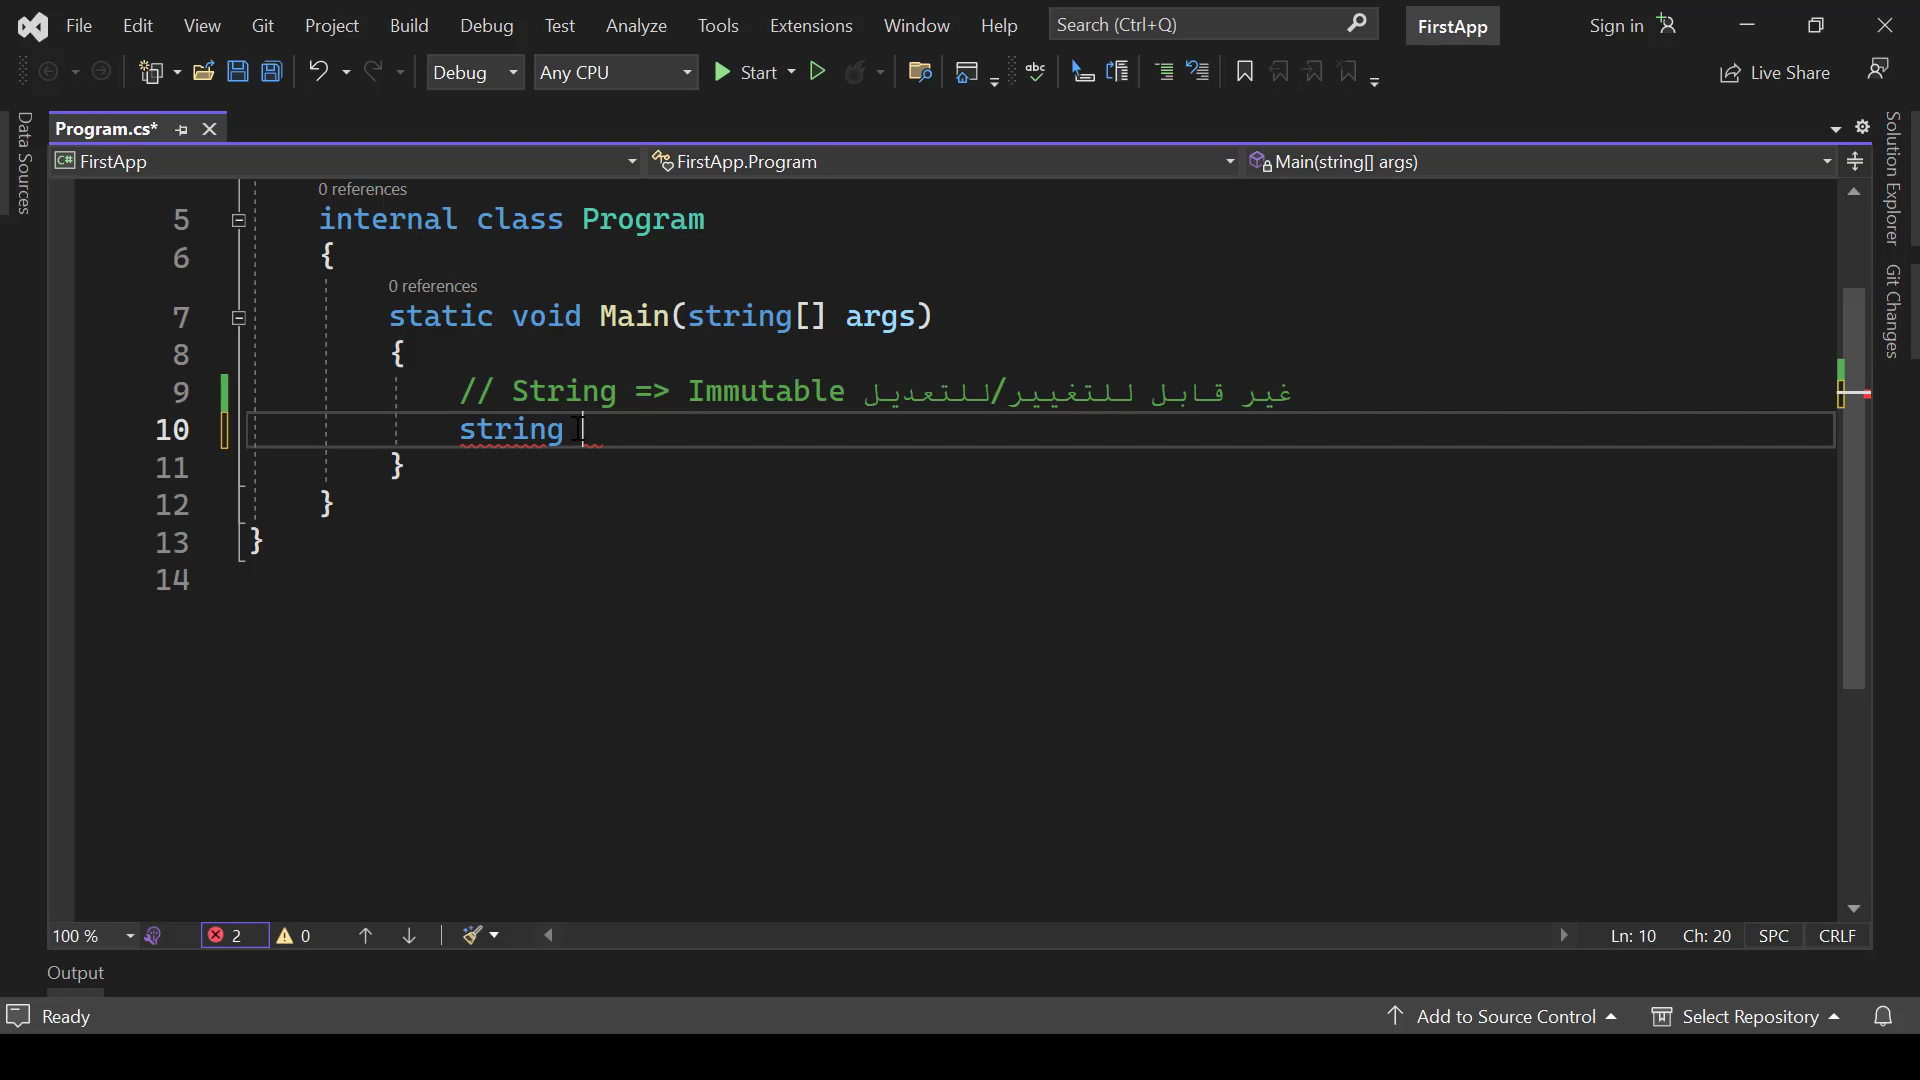 File Edit View Git Project Build Debug Test Analyze Tools Extensions Window Help Search (Ctrl+Q) FirstApp Sign in
Debug Any CPU Start abc Live Share
Data Sources
Program.cs*
C# FirstApp FirstApp.Program Main(string[] args)
0 references
5 internal class Program
6 {
0 references
7 static void Main(string[] args)
8 {
9 // String => Immutable غير قابل للتغيير/للتعديل
10 string
11 }
12 }
13 }
14
Solution Explorer
Git Changes
100 % 2 0 Ln: 10 Ch: 20 SPC CRLF
Output
Ready Add to Source Control Select Repository